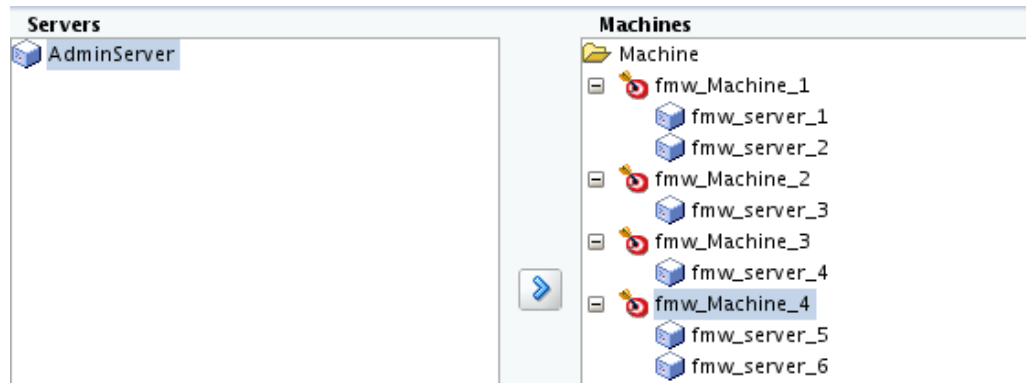 Servers
AdminServer
Machines
Machine
fmw_Machine_1
fmw_server_1
fmw_server_2
fmw_Machine_2
fmw_server_3
fmw_Machine_3
fmw_server_4
fmw_Machine_4
fmw_server_5
fmw_server_6